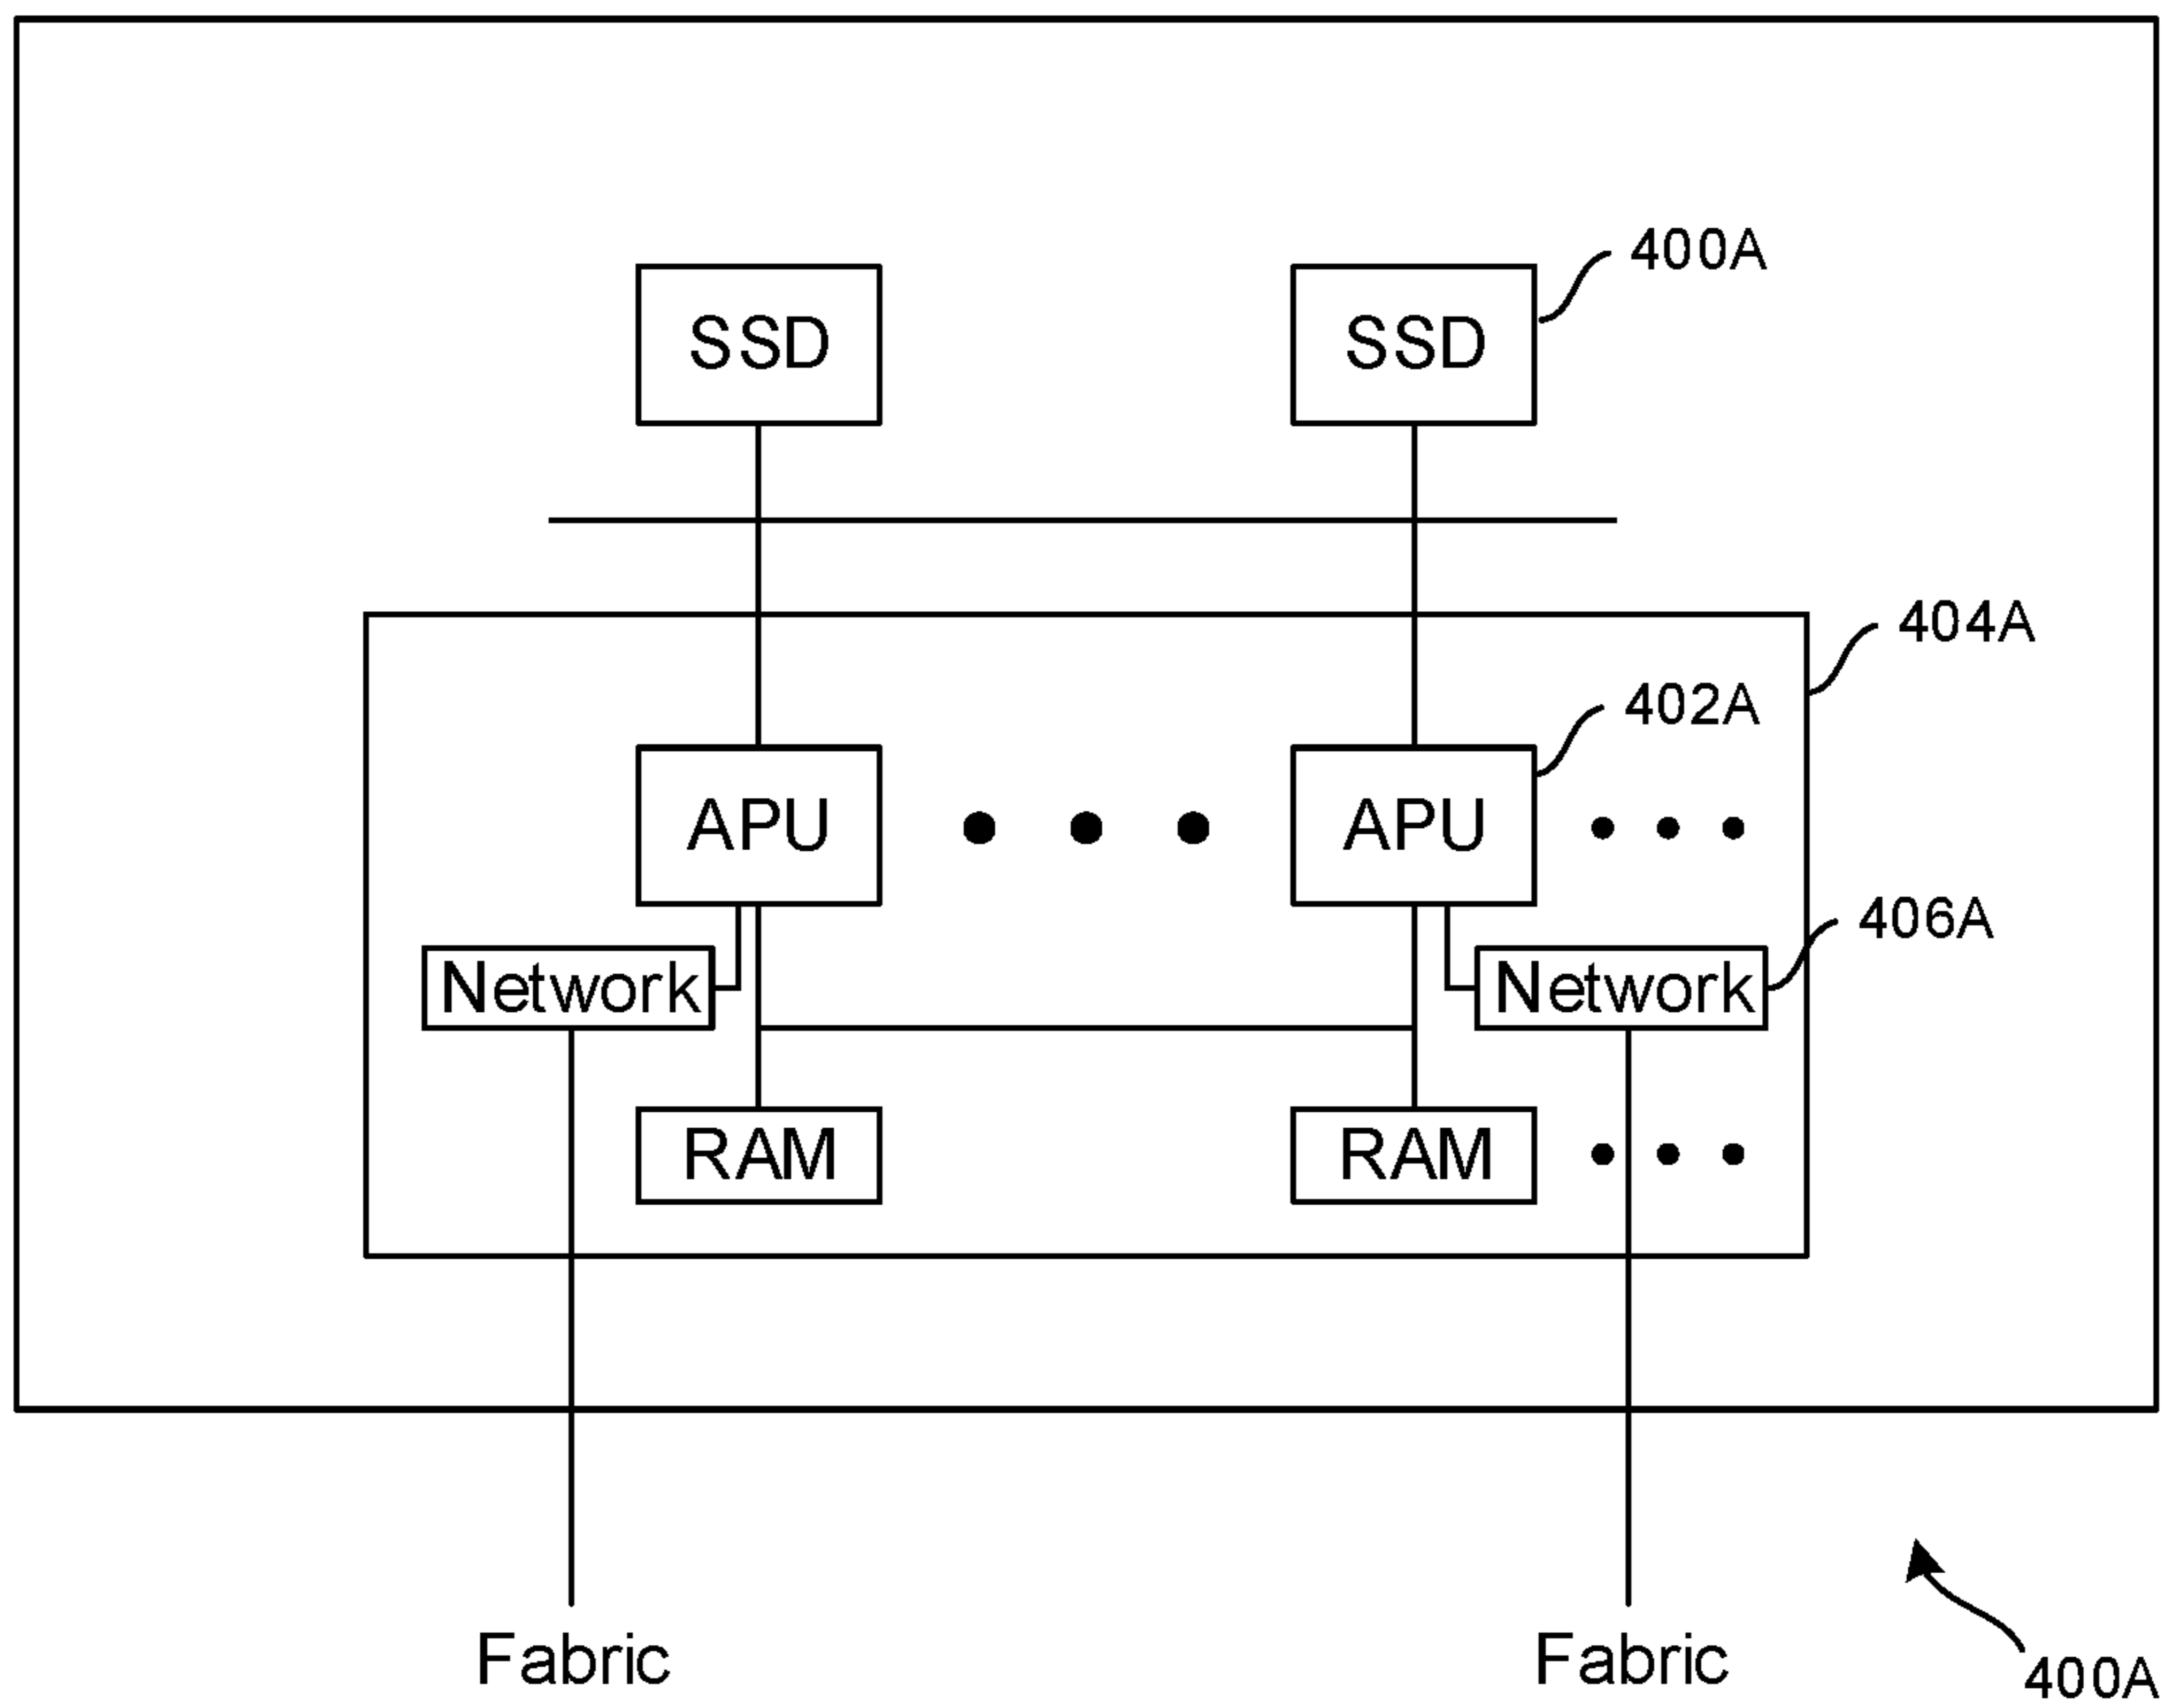 400A
SSD
SSD
404A
402A
APU
APU
406A
Network
Network
RAM
RAM
Fabric
Fabric
400A